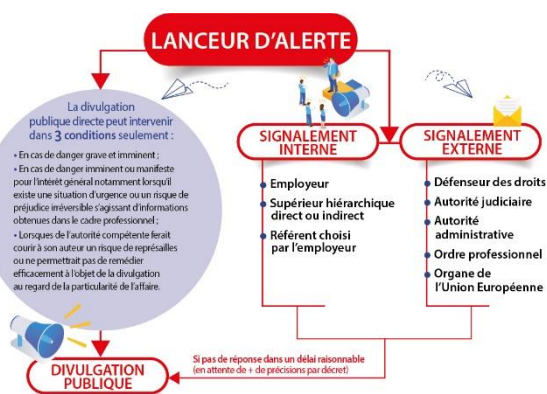 LANCEUR D'ALERTE
La divulgation
publique directe peut intervenir
dans 3 conditions seulement :
• En cas de danger grave et imminent ;
• En cas de danger imminent ou manifeste
pour l'intérêt général notamment lorsqu'il
existe une situation d'urgence ou un risque de
préjudice irréversible s'agissant d'informations
obtenues dans le cadre professionnel ;
• Lorsques de l'autorité compétente ferait
courir à son auteur un risque de représailles
ou ne permettrait pas de remédier
efficacement à l'objet de la divulgation
au regard de la particularité de l'affaire.
SIGNALEMENT
INTERNE
• Employeur
• Supérieur hiérarchique
direct ou indirect
• Référent choisi
par l'employeur
SIGNALEMENT
EXTERNE
• Défenseur des droits
• Autorité judiciaire
• Autorité
administrative
• Ordre professionnel
• Organe de
l'Union Européenne
Si pas de réponse dans un délai raisonnable
(en attente de + de précisions par décret)
DIVULGATION
PUBLIQUE